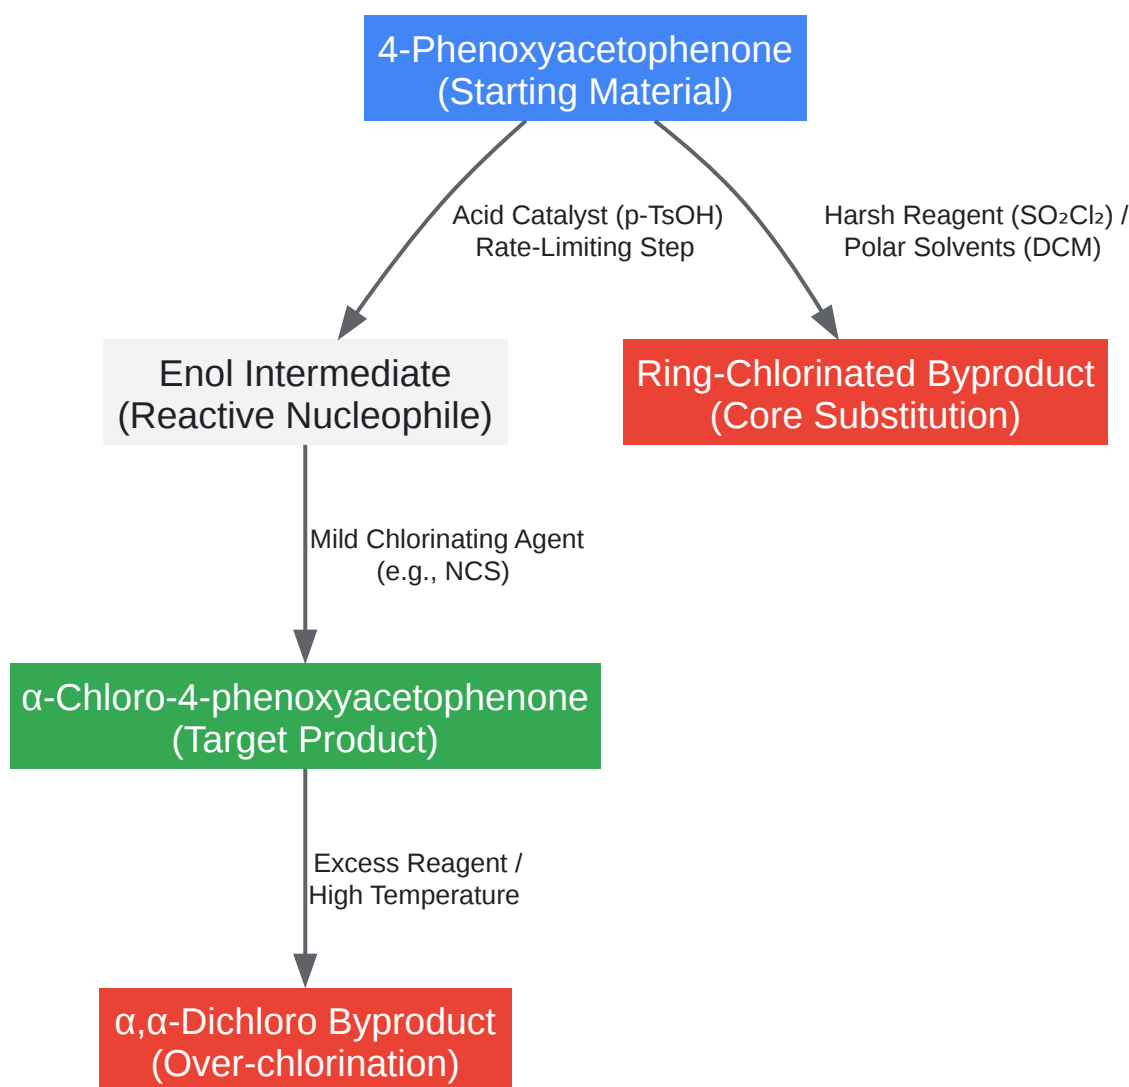 4-Phenoxyacetophenone
(Starting Material)
Acid Catalyst (p-TsOH)
Rate-Limiting Step
Harsh Reagent (SO₂Cl₂) /
Polar Solvents (DCM)
Enol Intermediate
(Reactive Nucleophile)
Ring-Chlorinated Byproduct
(Core Substitution)
Mild Chlorinating Agent
(e.g., NCS)
α-Chloro-4-phenoxyacetophenone
(Target Product)
Excess Reagent /
High Temperature
α,α-Dichloro Byproduct
(Over-chlorination)